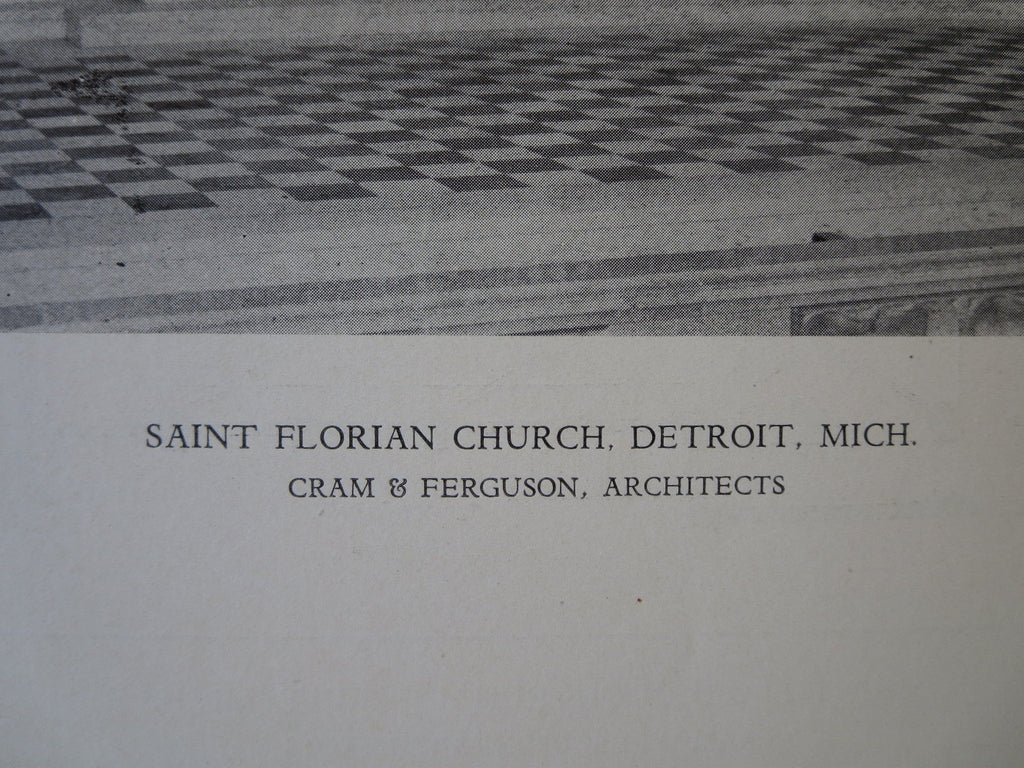 SAINT FLORIAN CHURCH, DETROIT, MICH.
CRAM & FERGUSON, ARCHITECTS